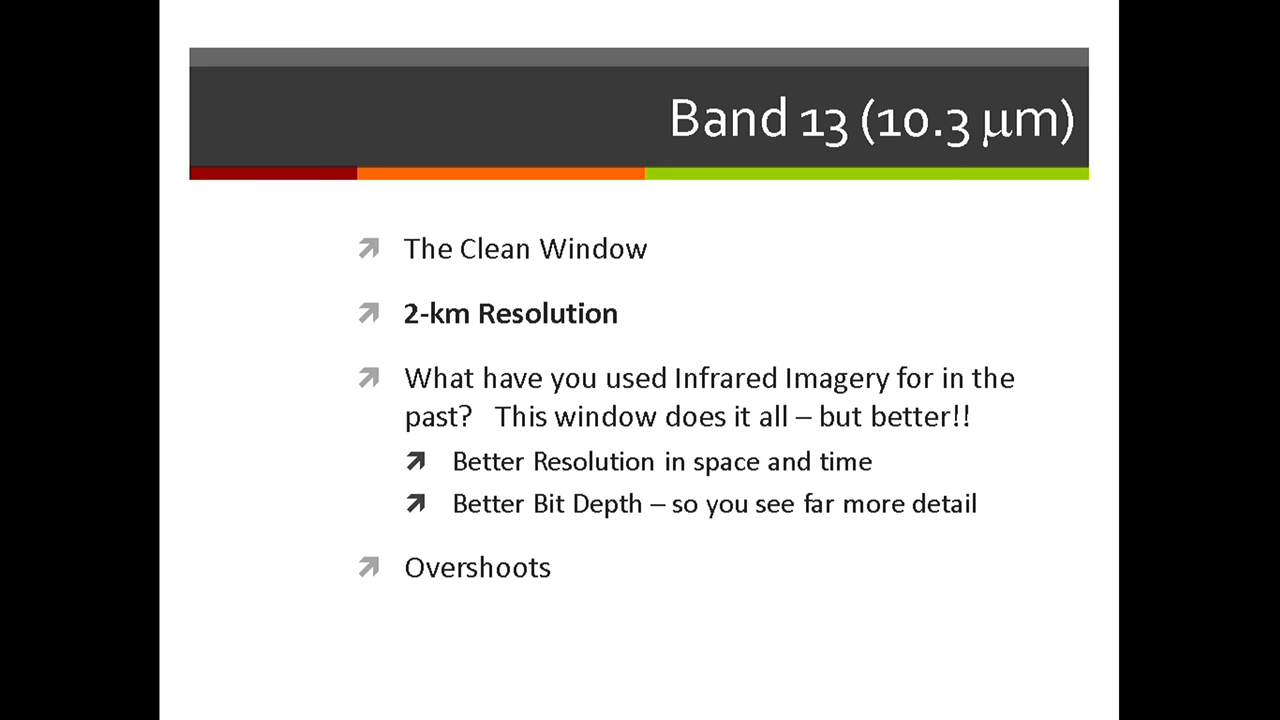 Band 13 (10.3 µm)
The Clean Window
2-km Resolution
What have you used Infrared Imagery for in the
past? This window does it all – but better!!
Better Resolution in space and time
Better Bit Depth – so you see far more detail
Overshoots